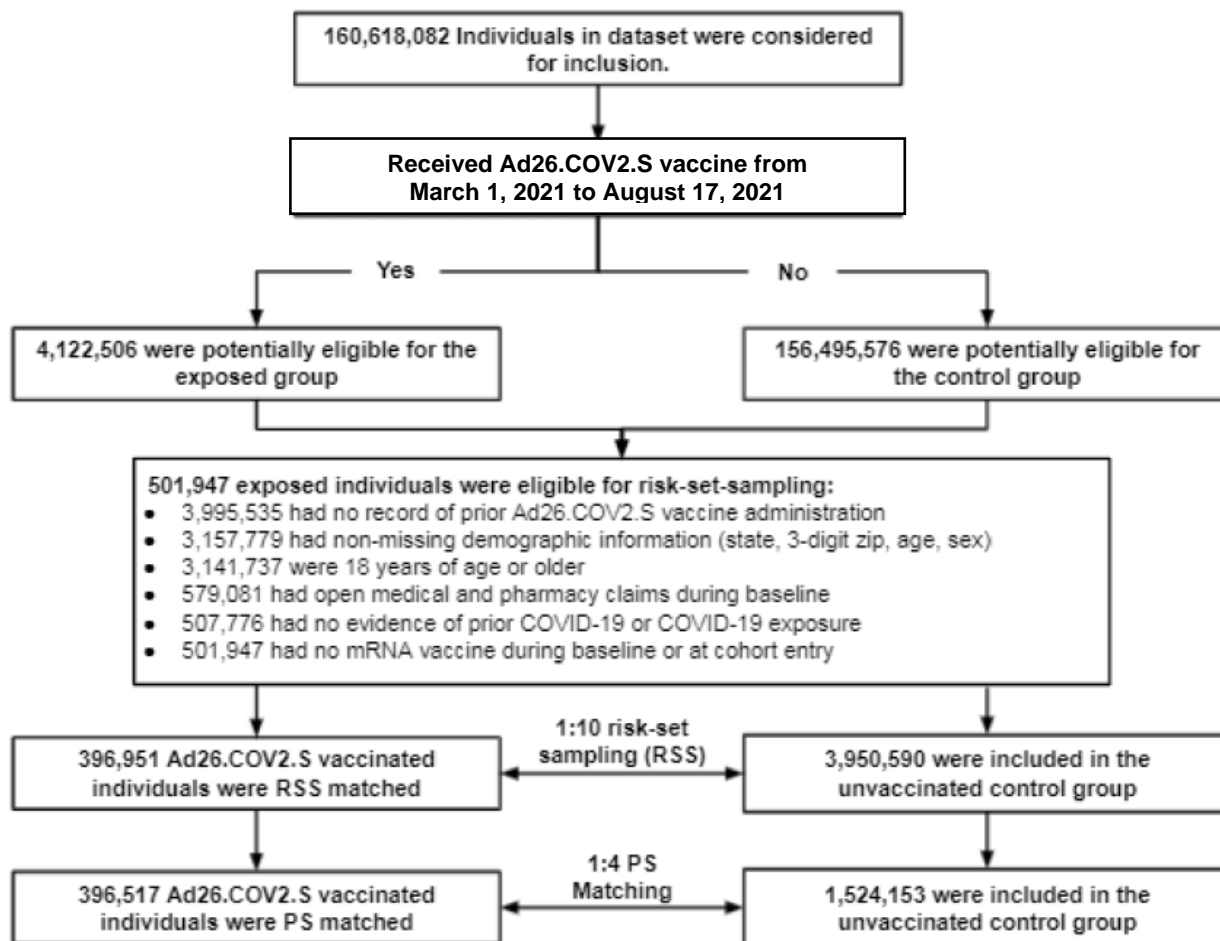 160,618,082 Individuals in dataset were considered
for inclusion.
Received Ad26.COV2.S vaccine from
March 1, 2021 to August 17, 2021
Yes
No
4,122,506 were potentially eligible for the
exposed group
156,495,576 were potentially eligible for
the control group
501,947 exposed individuals were eligible for risk-set-sampling:
• 3,995,535 had no record of prior Ad26.COV2.S vaccine administration
• 3,157,779 had non-missing demographic information (state, 3-digit zip, age, sex)
• 3,141,737 were 18 years of age or older
• 579,081 had open medical and pharmacy claims during baseline
• 507,776 had no evidence of prior COVID-19 or COVID-19 exposure
• 501,947 had no mRNA vaccine during baseline or at cohort entry
396,951 Ad26.COV2.S vaccinated
individuals were RSS matched
1:10 risk-set
sampling (RSS)
3,950,590 were included in the
unvaccinated control group
396,517 Ad26.COV2.S vaccinated
individuals were PS matched
1:4 PS
Matching
1,524,153 were included in the
unvaccinated control group